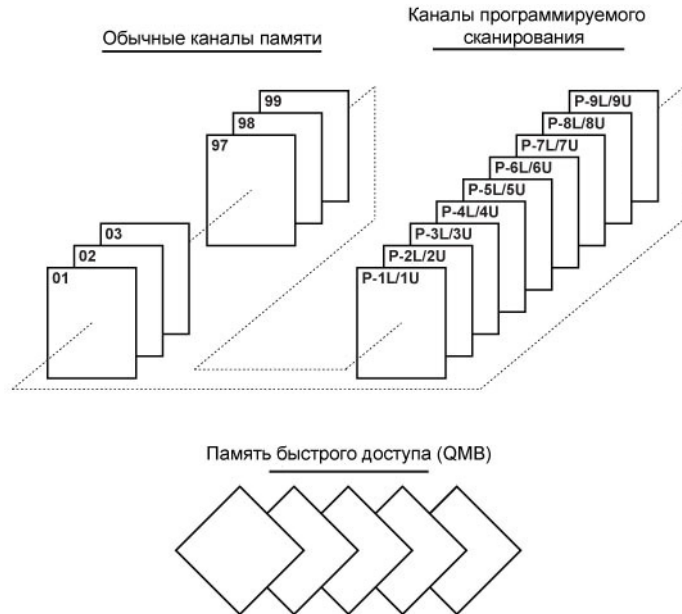 Обычные каналы памяти
Каналы программируемого
сканирования
99
98
97
03
02
01
P-9L/9U
P-8L/8U
P-7L/7U
P-6L/6U
P-5L/5U
P-4L/4U
P-3L/3U
P-2L/2U
P-1L/1U
Память быстрого доступа (QMB)